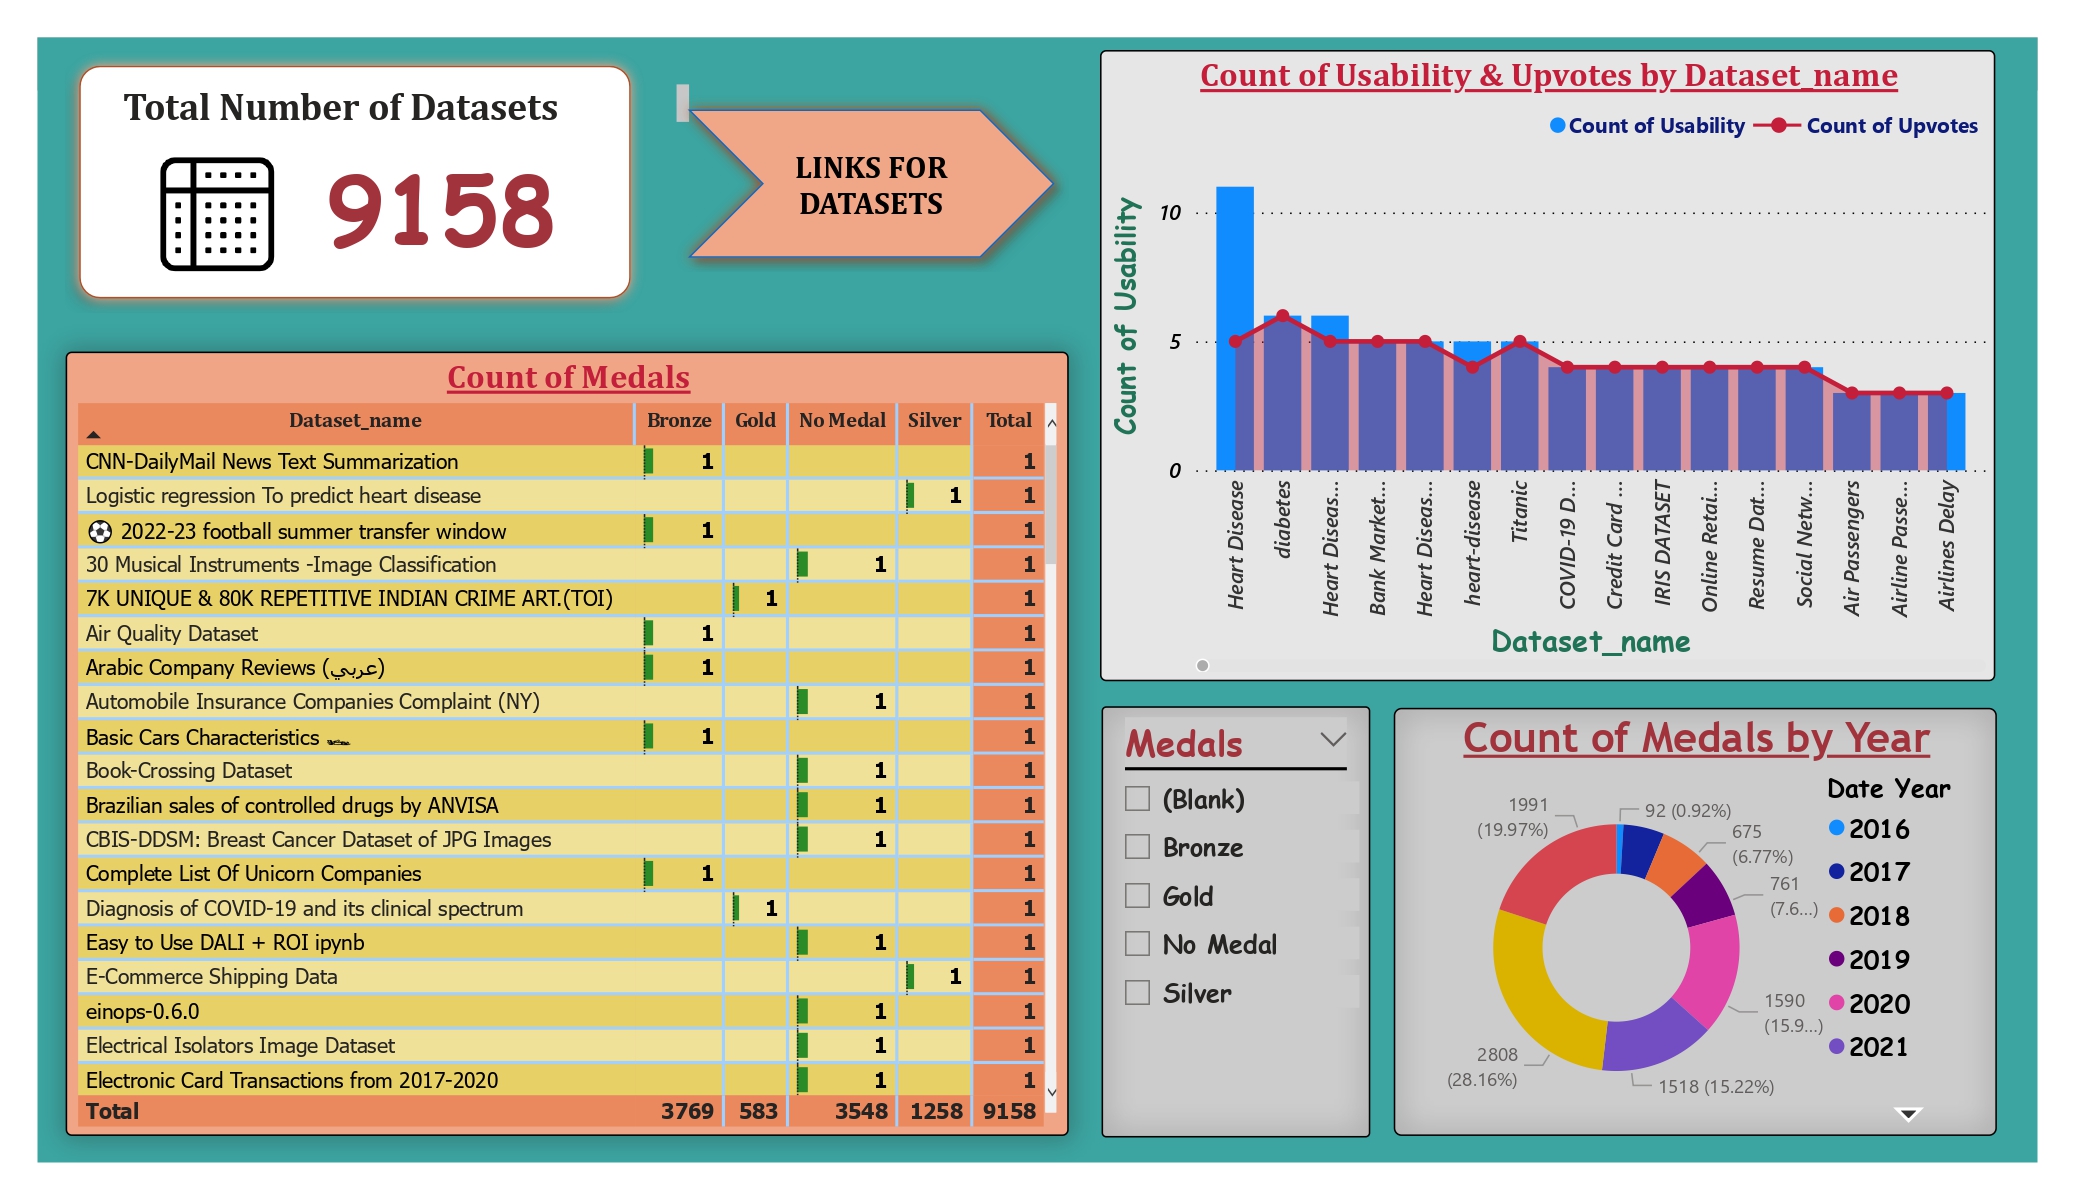 Total Number of Datasets
9158
LINKS FOR
DATASETS
Count of Medals
Dataset_name Bronze Gold No Medal Silver Total
CNN-DailyMail News Text Summarization 1 1
Logistic regression To predict heart disease 1 1
⚽ 2022-23 football summer transfer window 1 1
30 Musical Instruments -Image Classification 1 1
7K UNIQUE & 80K REPETITIVE INDIAN CRIME ART.(TOI) 1 1
Air Quality Dataset 1 1
Arabic Company Reviews (عربي) 1 1
Automobile Insurance Companies Complaint (NY) 1 1
Basic Cars Characteristics 1 1
Book-Crossing Dataset 1 1
Brazilian sales of controlled drugs by ANVISA 1 1
CBIS-DDSM: Breast Cancer Dataset of JPG Images 1 1
Complete List Of Unicorn Companies 1 1
Diagnosis of COVID-19 and its clinical spectrum 1 1
Easy to Use DALI + ROI ipynb 1 1
E-Commerce Shipping Data 1 1
einops-0.6.0 1 1
Electrical Isolators Image Dataset 1 1
Electronic Card Transactions from 2017-2020 1 1
Total 3769 583 3548 1258 9158
Count of Usability & Upvotes by Dataset_name
Count of Usability Count of Upvotes
Count of Usability
10
5
0
Heart Disease
diabetes
Heart Diseas...
Bank Market...
Heart Diseas...
heart-disease
Titanic
COVID-19 D...
Credit Card ...
IRIS DATASET
Online Retai...
Resume Dat...
Social Netw...
Air Passengers
Airline Passe...
Airlines Delay
Dataset_name
Medals
(Blank)
Bronze
Gold
No Medal
Silver
Count of Medals by Year
1991
(19.97%)
92 (0.92%)
675
(6.77%)
761
(7.6...)
1590
(15.9...)
1518 (15.22%)
2808
(28.16%)
Date Year
2016
2017
2018
2019
2020
2021